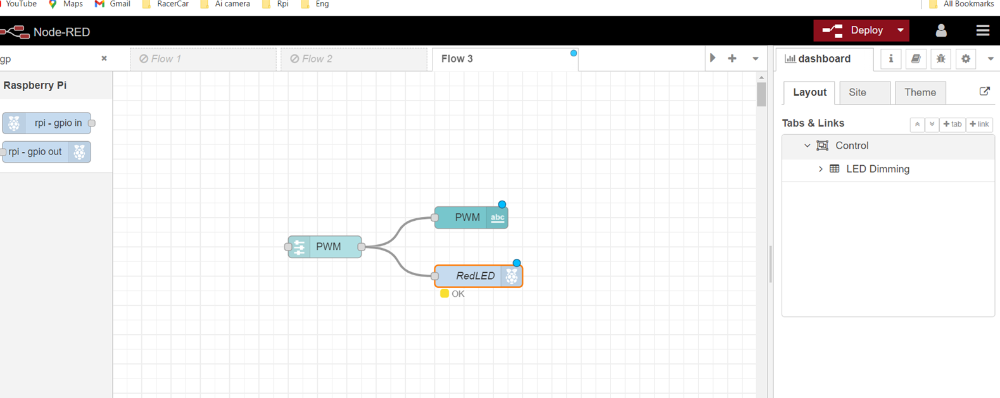 YouTube Maps Gmail RacerCar Ai camera Rpi Eng All Bookmarks
Node-RED Deploy
gp Flow 1 Flow 2 Flow 3 dashboard i
Raspberry Pi
Layout Site Theme
rpi - gpio in
Tabs & Links tab link
rpi - gpio out
Control
LED Dimming
PWM abc
PWM
RedLED
OK